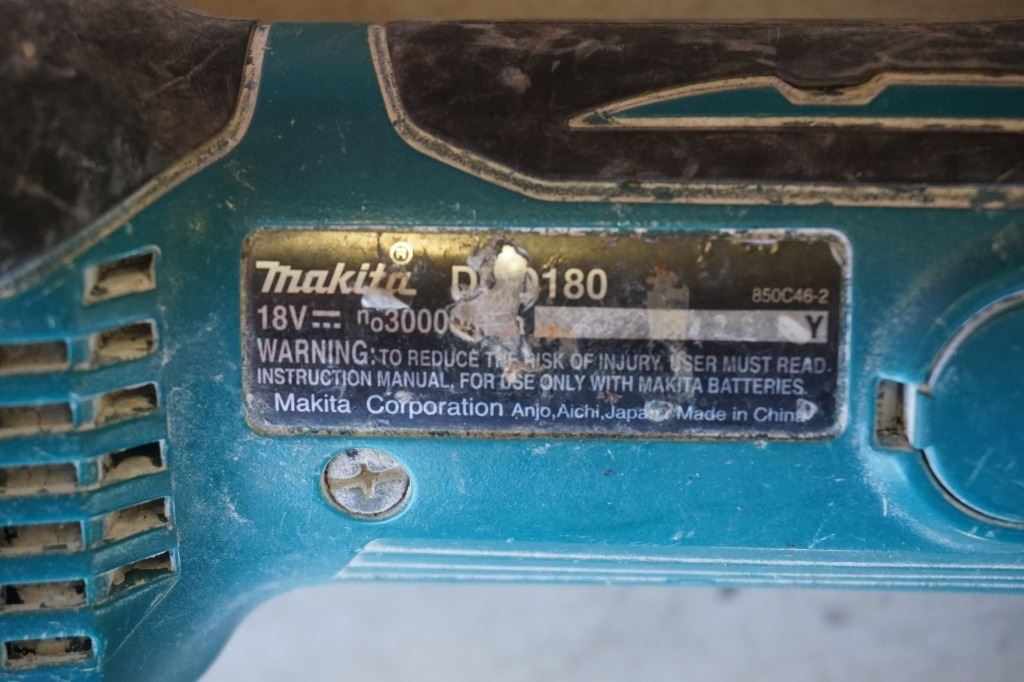 makita® D 0180
850C46-2
18V⎓ n₀3000 Y
WARNING: TO REDUCE THE RISK OF INJURY. USER MUST READ.
INSTRUCTION MANUAL, FOR USE ONLY WITH MAKITA BATTERIES.
Makita Corporation Anjo,Aichi,Japan Made in China